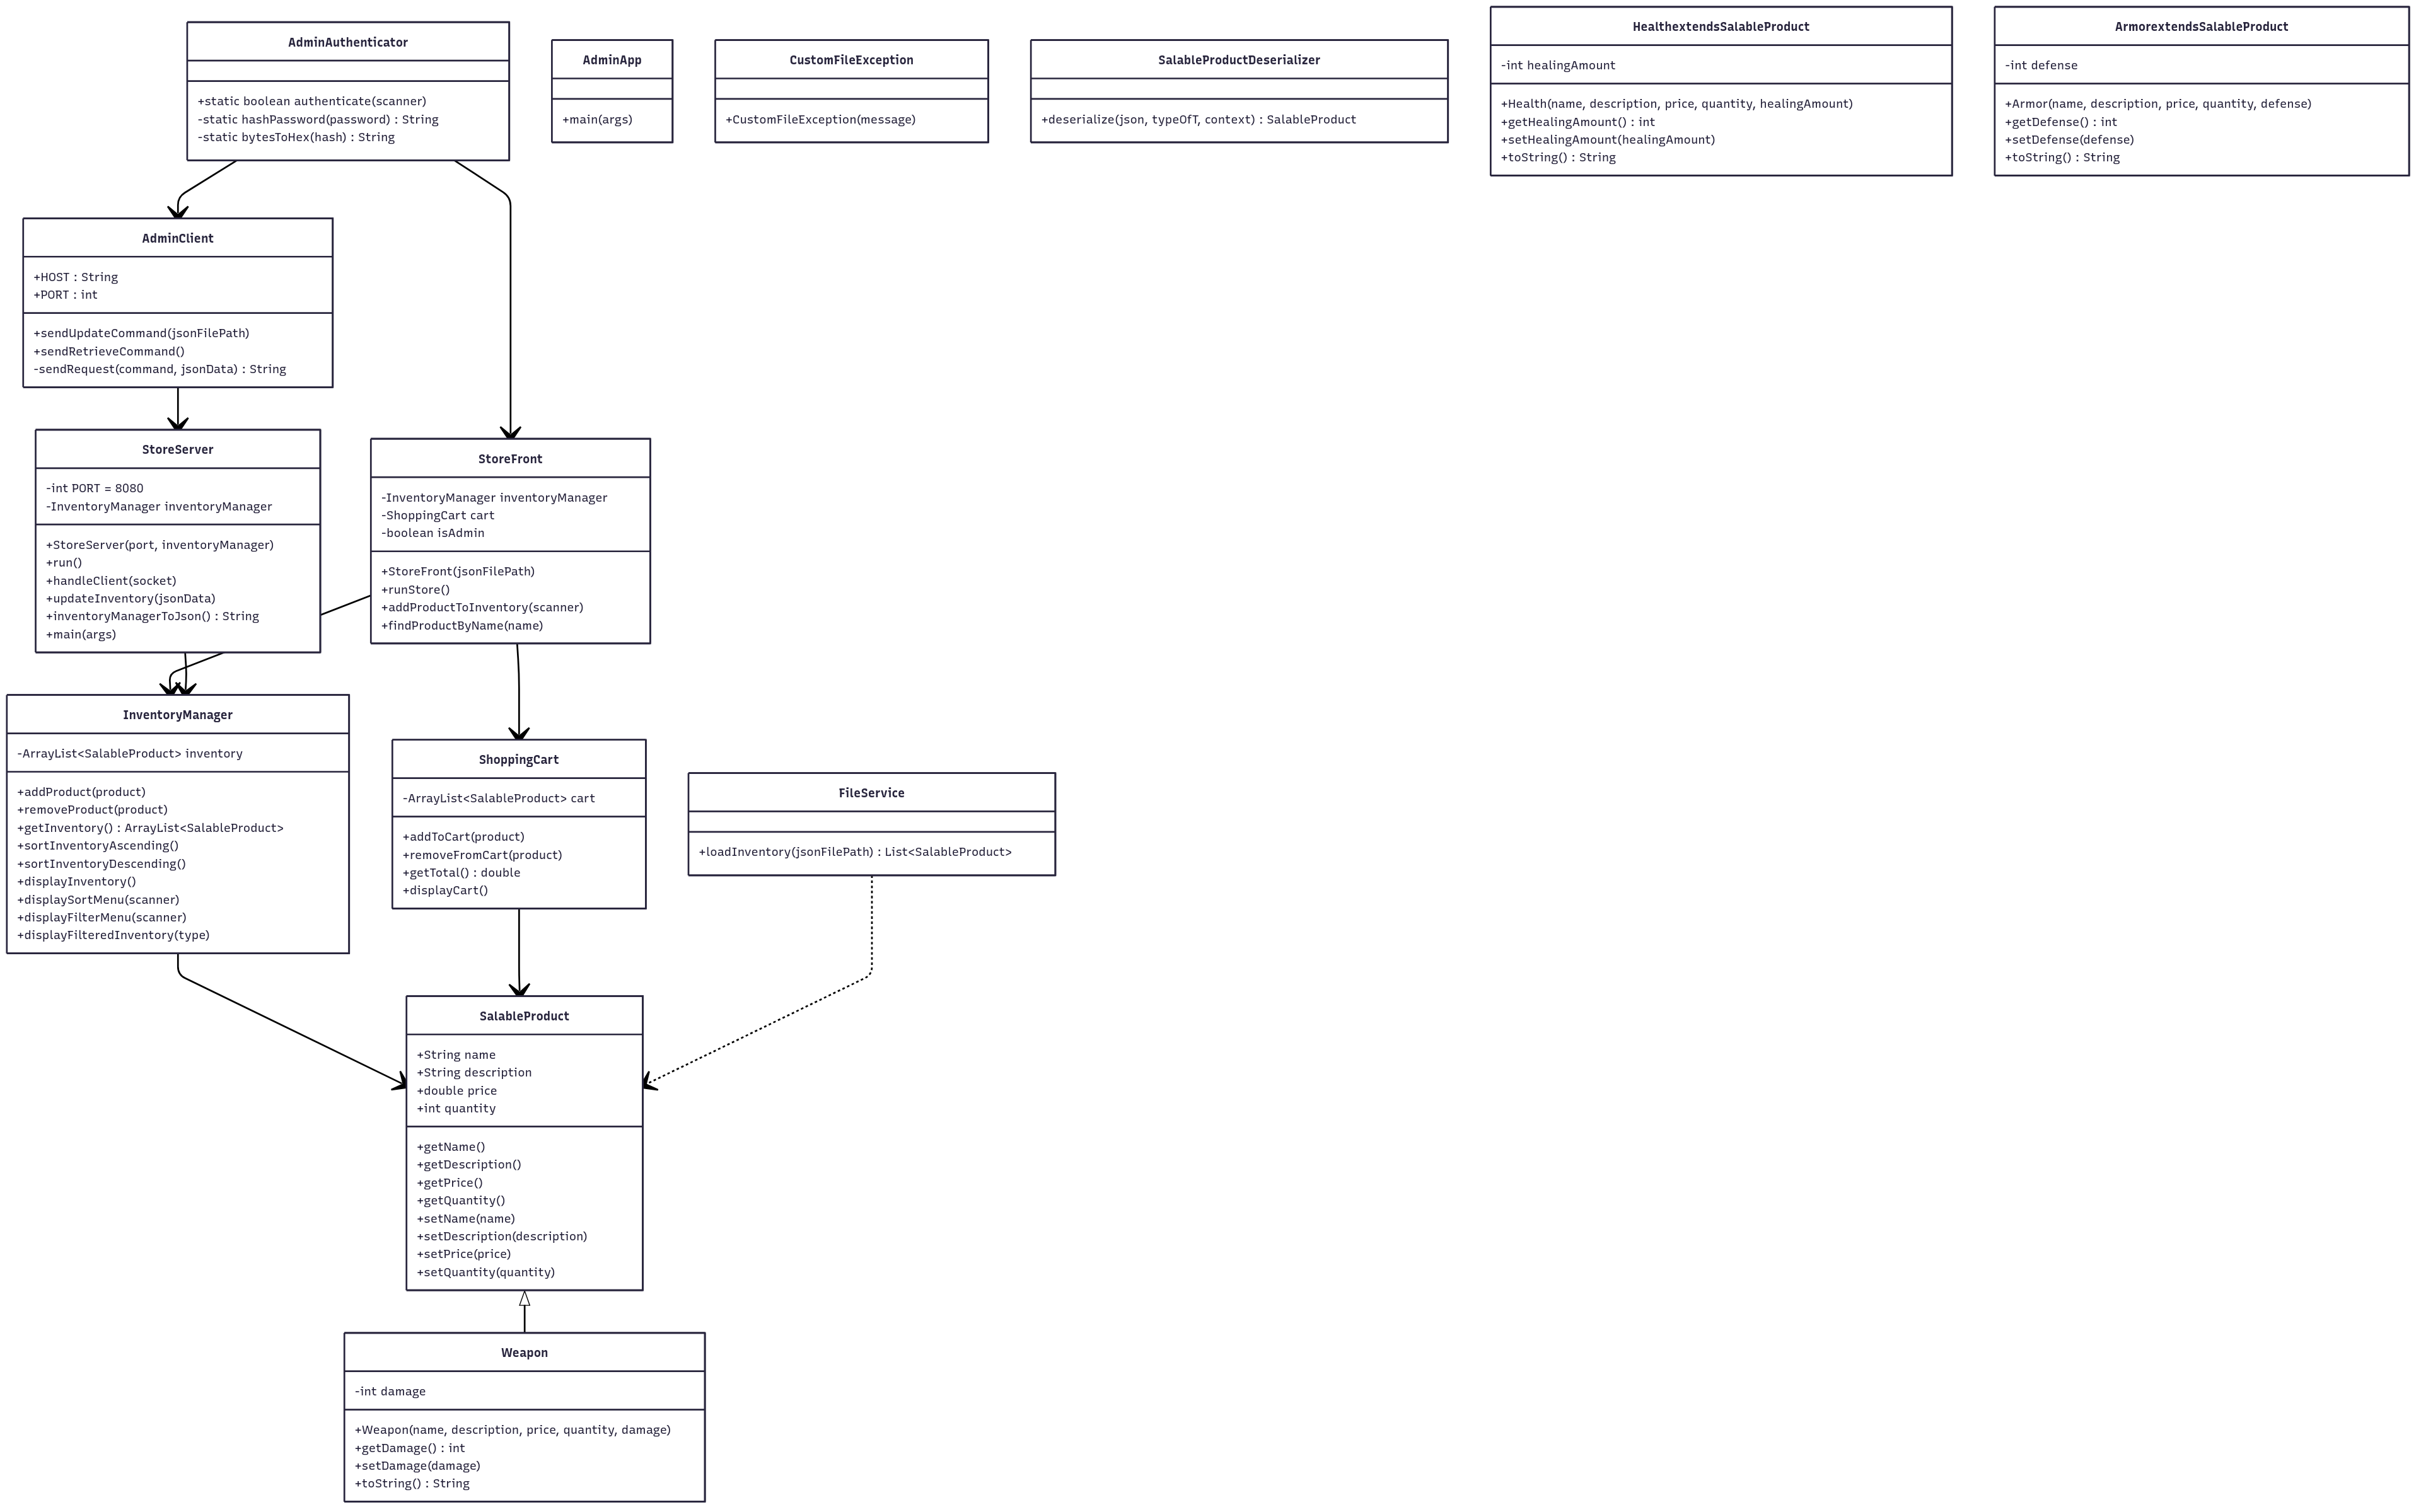 AdminAuthenticator
+static boolean authenticate(scanner)
-static hashPassword(password) : String
-static bytesToHex(hash) : String
AdminApp
+main(args)
CustomFileException
+CustomFileException(message)
SalableProductDeserializer
+deserialize(json, typeOfT, context) : SalableProduct
HealthextendsSalableProduct
-int healingAmount
+Health(name, description, price, quantity, healingAmount)
+getHealingAmount() : int
+setHealingAmount(healingAmount)
+toString() : String
ArmorextendsSalableProduct
-int defense
+Armor(name, description, price, quantity, defense)
+getDefense() : int
+setDefense(defense)
+toString() : String
AdminClient
+HOST : String
+PORT : int
+sendUpdateCommand(jsonFilePath)
+sendRetrieveCommand()
-sendRequest(command, jsonData) : String
StoreServer
-int PORT = 8080
-InventoryManager inventoryManager
+StoreServer(port, inventoryManager)
+run()
+handleClient(socket)
+updateInventory(jsonData)
+inventoryManagerToJson() : String
+main(args)
StoreFront
-InventoryManager inventoryManager
-ShoppingCart cart
-boolean isAdmin
+StoreFront(jsonFilePath)
+runStore()
+addProductToInventory(scanner)
+findProductByName(name)
InventoryManager
-ArrayList<SalableProduct> inventory
+addProduct(product)
+removeProduct(product)
+getInventory() : ArrayList<SalableProduct>
+sortInventoryAscending()
+sortInventoryDescending()
+displayInventory()
+displaySortMenu(scanner)
+displayFilterMenu(scanner)
+displayFilteredInventory(type)
ShoppingCart
-ArrayList<SalableProduct> cart
+addToCart(product)
+removeFromCart(product)
+getTotal() : double
+displayCart()
FileService
+loadInventory(jsonFilePath) : List<SalableProduct>
SalableProduct
+String name
+String description
+double price
+int quantity
+getName()
+getDescription()
+getPrice()
+getQuantity()
+setName(name)
+setDescription(description)
+setPrice(price)
+setQuantity(quantity)
Weapon
-int damage
+Weapon(name, description, price, quantity, damage)
+getDamage() : int
+setDamage(damage)
+toString() : String